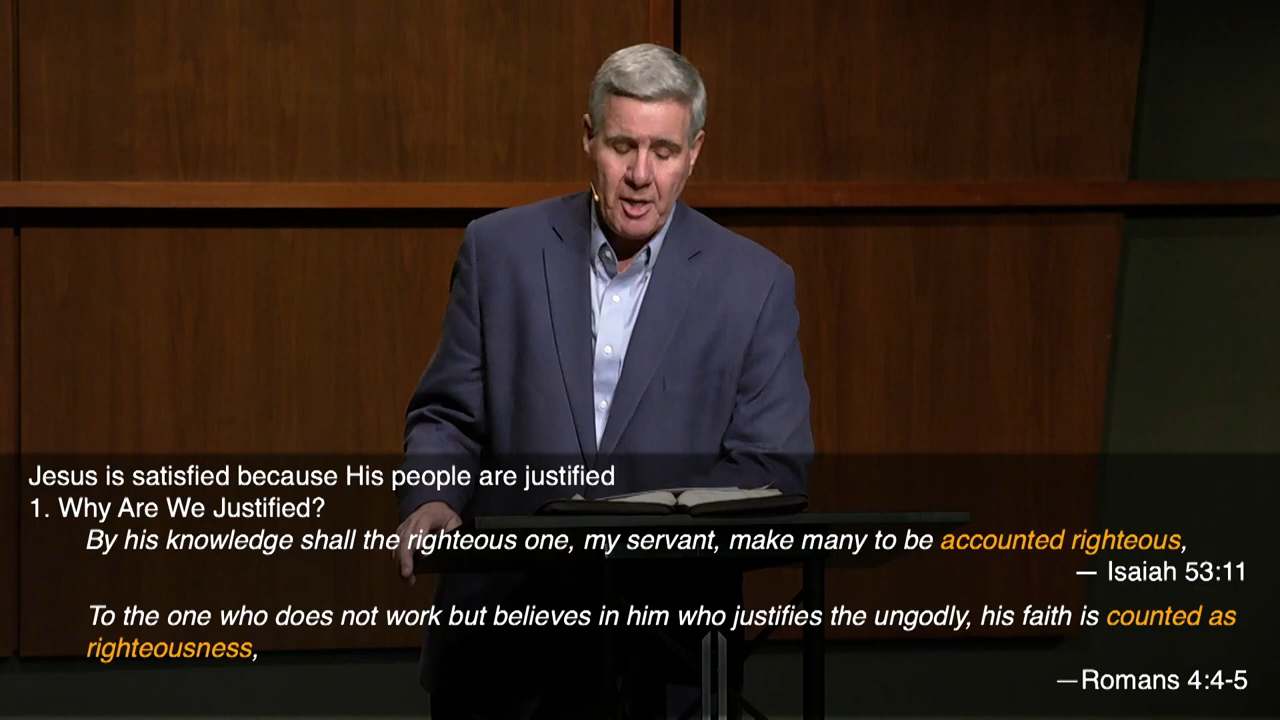 Jesus is satisfied because His people are justified
1. Why Are We Justified?
By his knowledge shall the righteous one, my servant, make many to be accounted righteous,
— Isaiah 53:11
To the one who does not work but believes in him who justifies the ungodly, his faith is counted as
righteousness,
—Romans 4:4-5